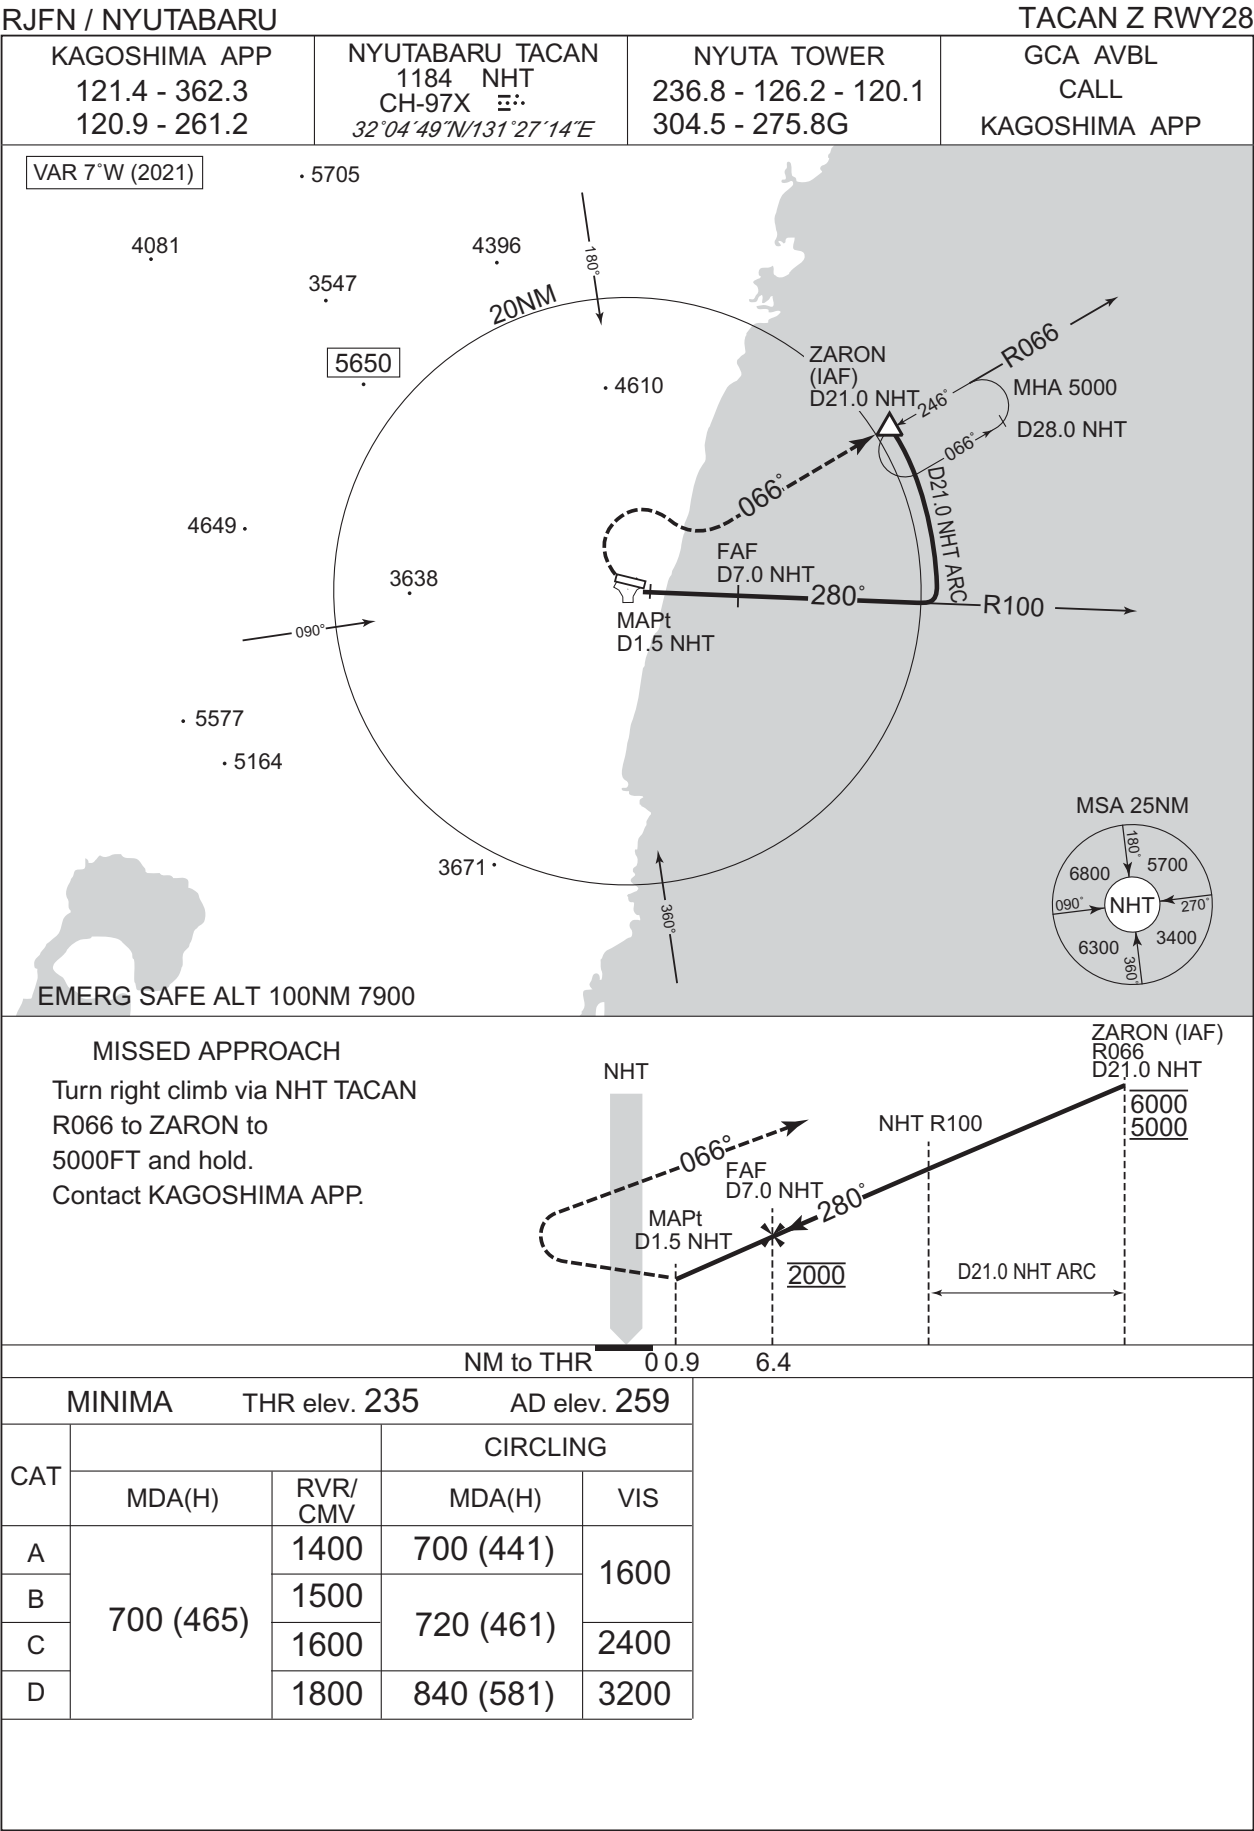 RJFN / NYUTABARU
TACAN Z RWY28
KAGOSHIMA APP
121.4 - 362.3
120.9 - 261.2
NYUTABARU TACAN
1184 NHT
CH-97X
32°04´49˝N/131°27´14˝E
NYUTA TOWER
236.8 - 126.2 - 120.1
304.5 - 275.8G
GCA AVBL
CALL
KAGOSHIMA APP
VAR 7˚W (2021)
5705
4081
4396
180°
3547
20NM
5650
4610
ZARON
(IAF)
D21.0 NHT
R066
246°
MHA 5000
D28.0 NHT
066°
066°
D21.0 NHT ARC
4649
3638
FAF
D7.0 NHT
280°
R100
MAPt
D1.5 NHT
090°
5577
5164
3671
360°
MSA 25NM
180°
6800
5700
090°
NHT
270°
6300
3400
360°
EMERG SAFE ALT 100NM 7900
MISSED APPROACH
Turn right climb via NHT TACAN
R066 to ZARON to
5000FT and hold.
Contact KAGOSHIMA APP.
NHT
ZARON (IAF)
R066
D21.0 NHT
6000
5000
NHT R100
066°
FAF
D7.0 NHT
280°
MAPt
D1.5 NHT
2000
D21.0 NHT ARC
NM to THR 0 0.9 6.4
MINIMA THR elev. 235 AD elev. 259
CAT
CIRCLING
MDA(H)
RVR/
CMV
MDA(H)
VIS
A
1400
700 (441)
1600
B
1500
700 (465)
720 (461)
C
1600
2400
D
1800
840 (581)
3200